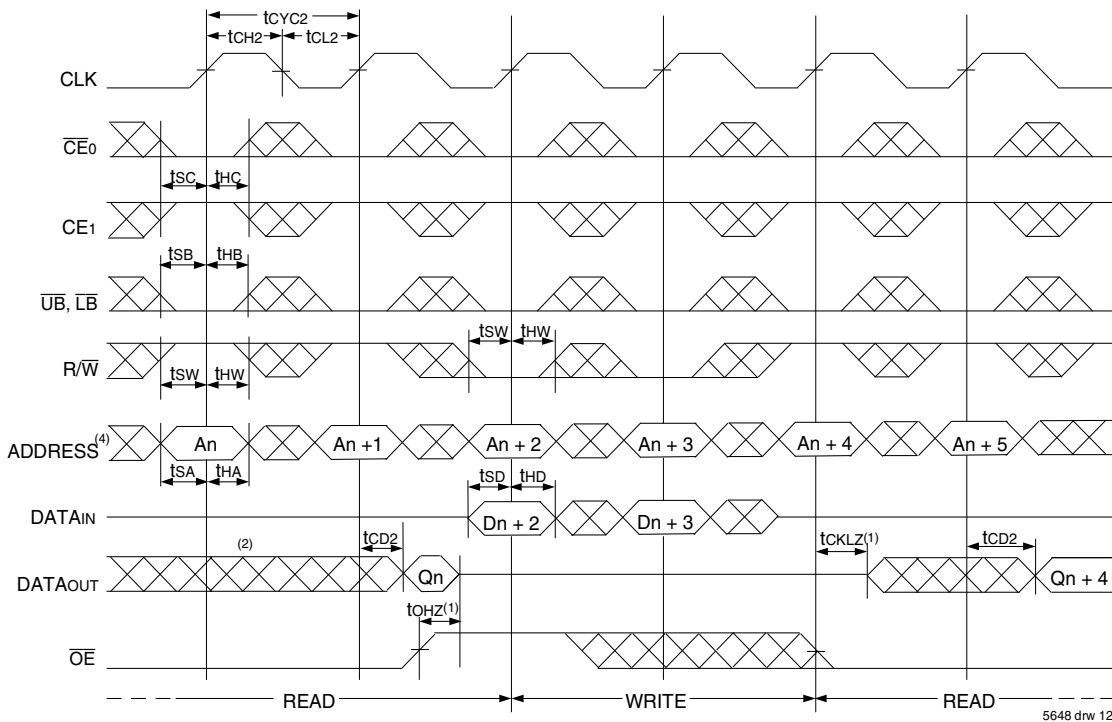 tCYC2
tCH2 tCL2
CLK
CE0
tSC tHC
CE1
tSB tHB
UB, LB
tSW tHW
R/W
tSW tHW
ADDRESS(4) An An +1 An + 2 An + 3 An + 4 An + 5
tSA tHA
tSD tHD
DATAIN Dn + 2 Dn + 3
(2) tCD2 tCKLZ(1) tCD2
DATAOUT Qn Qn + 4
tOHZ(1)
OE
READ WRITE READ
5648 drw 12